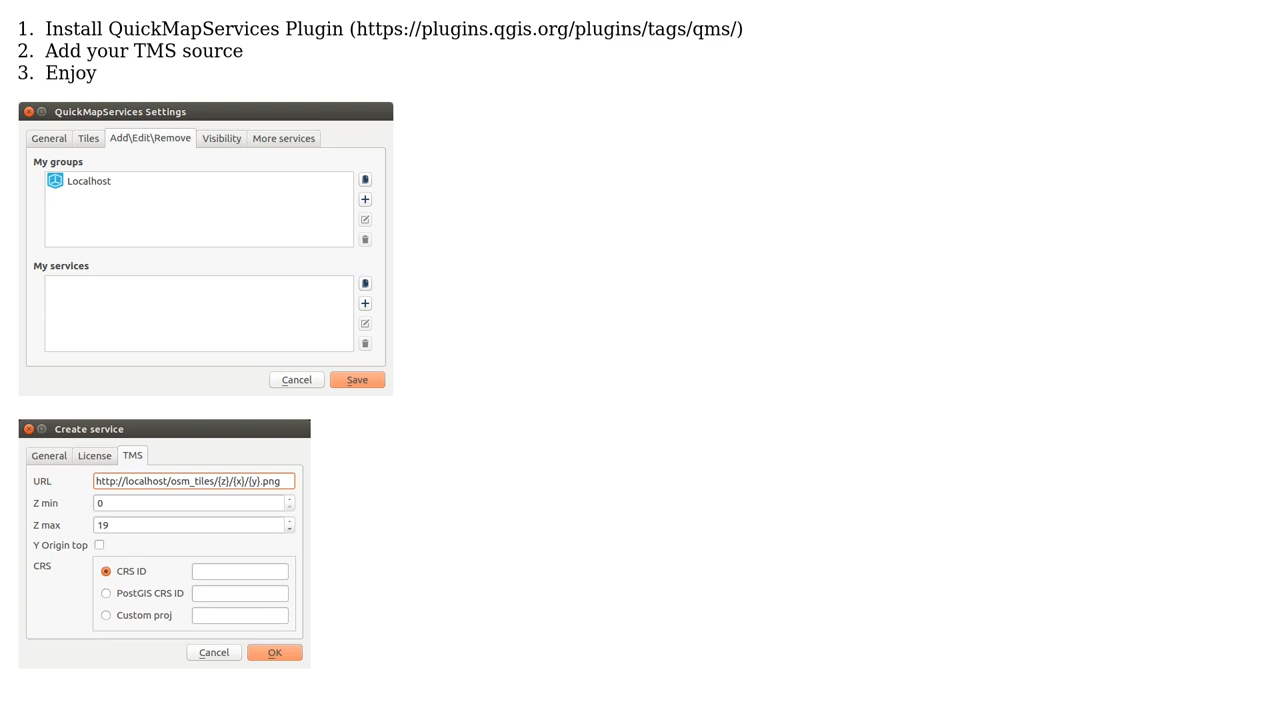 1. Install QuickMapServices Plugin (https://plugins.qgis.org/plugins/tags/qms/)
2. Add your TMS source
3. Enjoy
QuickMapServices Settings
General Tiles Add\Edit\Remove Visibility More services
My groups
Localhost
My services
Cancel Save
Create service
General License TMS
URL http://localhost/osm_tiles/{z}/{x}/{y}.png
Z min 0
Z max 19
Y Origin top
CRS CRS ID
PostGIS CRS ID
Custom proj
Cancel OK